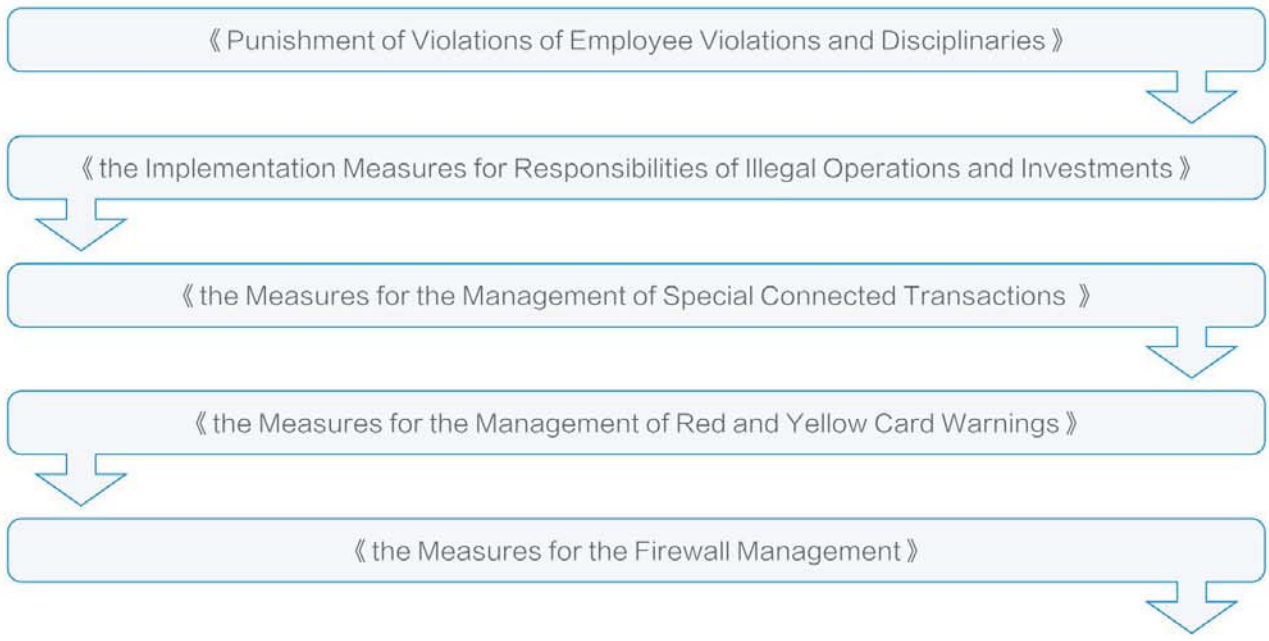 《Punishment of Violations of Employee Violations and Disciplinaries》
《the Implementation Measures for Responsibilities of Illegal Operations and Investments》
《the Measures for the Management of Special Connected Transactions 》
《the Measures for the Management of Red and Yellow Card Warnings》
《the Measures for the Firewall Management》